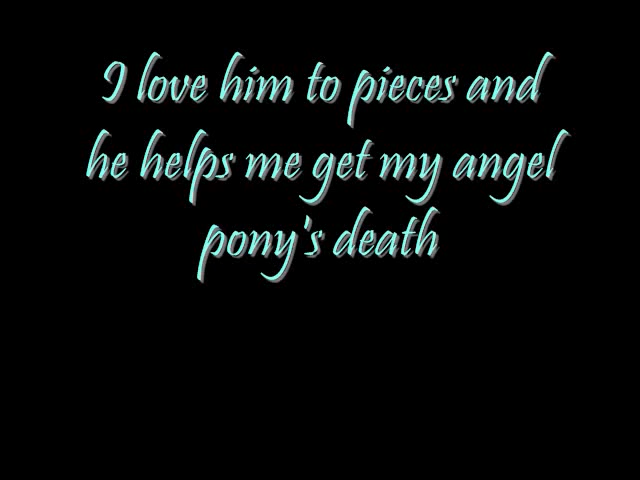 I love him to pieces and
he helps me get my angel
pony's death